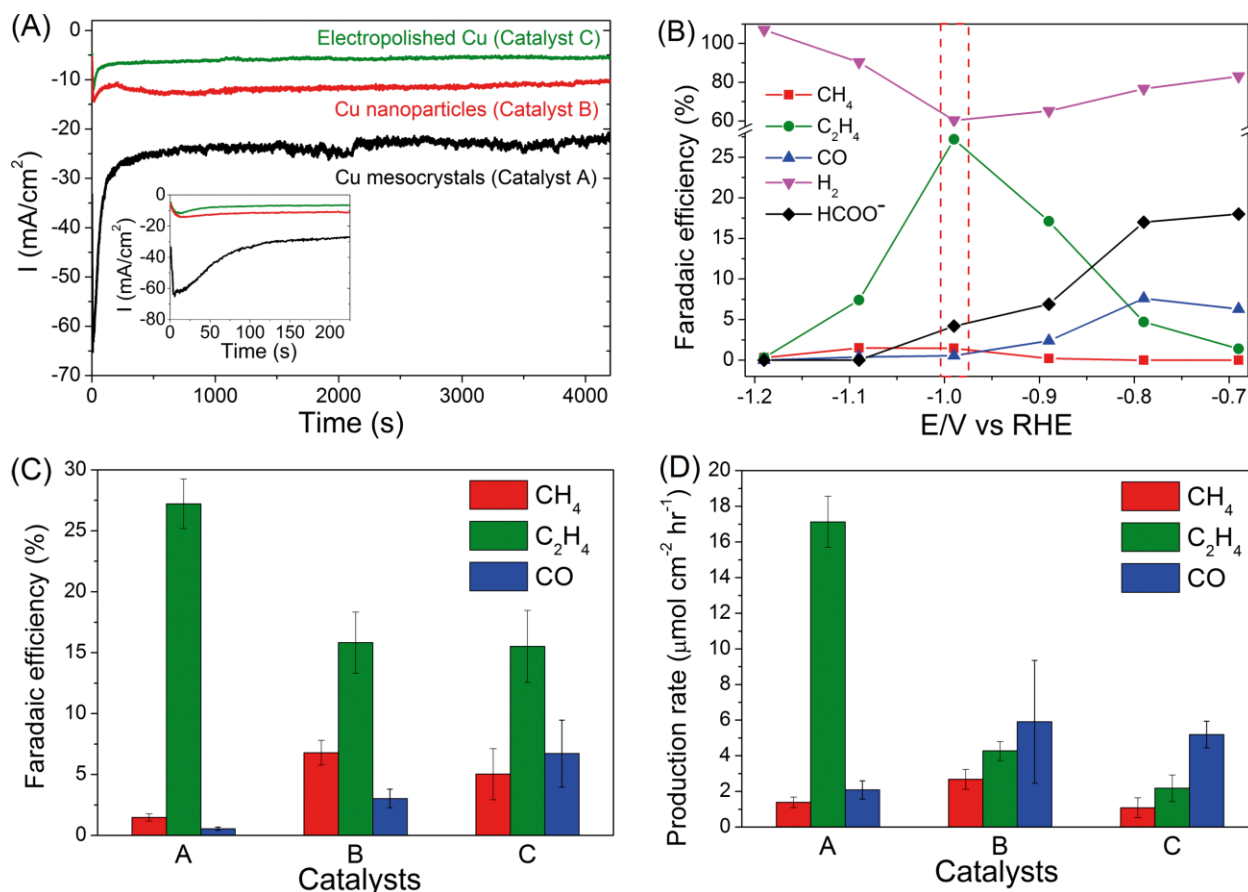 (A)
0
-10
-20
-30
-40
-50
-60
-70
I (mA/cm²)
Electropolished Cu (Catalyst C)
Cu nanoparticles (Catalyst B)
Cu mesocrystals (Catalyst A)
0
-20
-40
-60
-80
I (mA/cm²)
0 50 100 150 200
Time (s)
0 1000 2000 3000 4000
Time (s)
(B)
100
80
60
25
20
15
10
5
0
Faradaic efficiency (%)
CH₄
C₂H₄
CO
H₂
HCOO⁻
-1.2 -1.1 -1.0 -0.9 -0.8 -0.7
E/V vs RHE
(C)
30
25
20
15
10
5
0
Faradaic efficiency (%)
CH₄
C₂H₄
CO
A B C
Catalysts
(D)
20
18
16
14
12
10
8
6
4
2
0
Production rate (μmol cm⁻² hr⁻¹)
CH₄
C₂H₄
CO
A B C
Catalysts